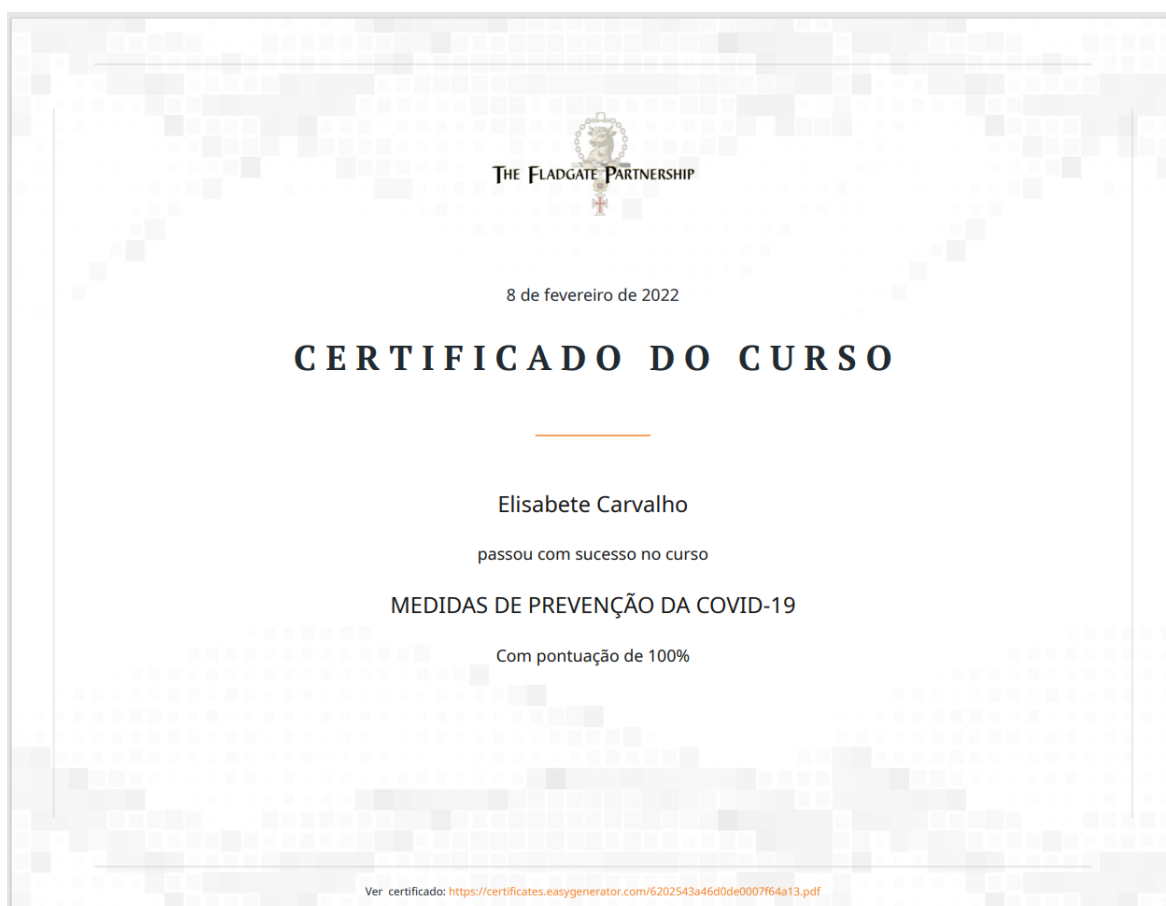 THE FLADGATE PARTNERSHIP
8 de fevereiro de 2022
CERTIFICADO DO CURSO
Elisabete Carvalho
passou com sucesso no curso
MEDIDAS DE PREVENÇÃO DA COVID-19
Com pontuação de 100%
Ver certificado: https://certificates.easygenerator.com/6202543a46d0de0007f64a13.pdf